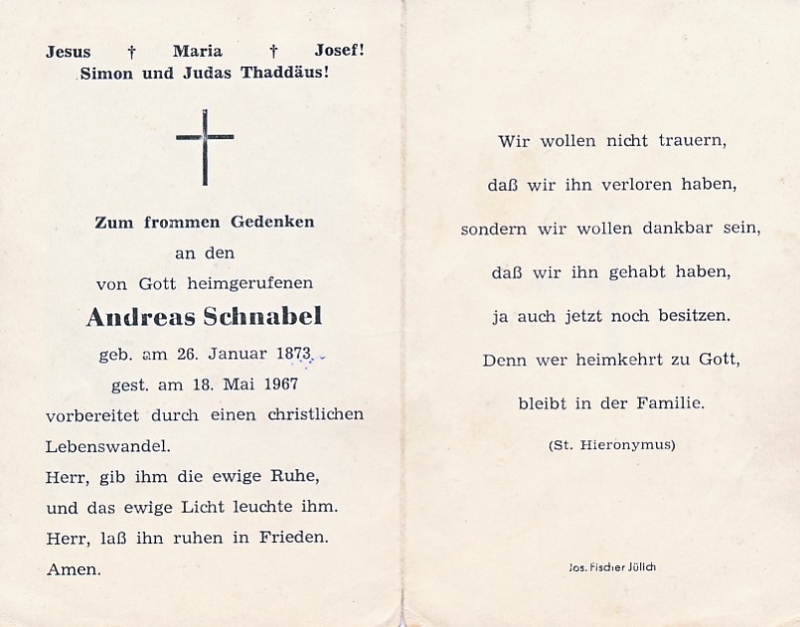 Jesus † Maria † Josef!
Simon und Judas Thaddäus!
Zum frommen Gedenken
an den
von Gott heimgerufenen
Andreas Schnabel
geb. am 26. Januar 1873
gest. am 18. Mai 1967
vorbereitet durch einen christlichen
Lebenswandel.
Herr, gib ihm die ewige Ruhe,
und das ewige Licht leuchte ihm.
Herr, laß ihn ruhen in Frieden.
Amen.
Wir wollen nicht trauern,
daß wir ihn verloren haben,
sondern wir wollen dankbar sein,
daß wir ihn gehabt haben,
ja auch jetzt noch besitzen.
Denn wer heimkehrt zu Gott,
bleibt in der Familie.
(St. Hieronymus)
Jos. Fischer Jülich